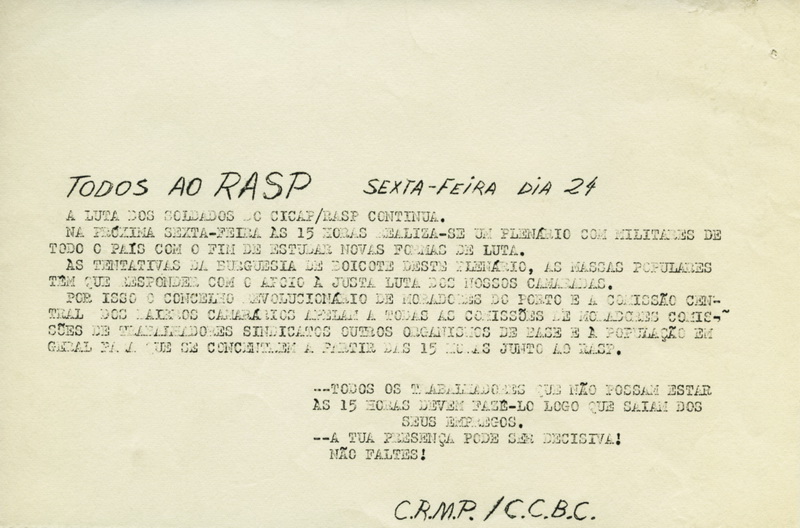 TODOS AO RASP SEXTA-FEIRA DIA 24
A LUTA DOS SOLDADOS DO CICAP/RASP CONTINUA.
NA PRÓXIMA SEXTA-FEIRA ÀS 15 HORAS REALIZA-SE UM PLENÁRIO COM MILITARES DE
TODO O PAÍS COM O FIM DE ESTUDAR NOVAS FORMAS DE LUTA.
ÀS TENTATIVAS DA BURGUESIA DE BOICOTE DESTE PLENÁRIO, AS MASSAS POPULARES
TÊM QUE RESPONDER COM O APOIO À JUSTA LUTA DOS NOSSOS CAMARADAS.
POR ISSO O CONCELHO REVOLUCIONÁRIO DE MORADORES DO PORTO E A COMISSÃO CEN-
TRAL DOS BAIRROS CAMARÁRIOS APELAM A TODAS AS COMISSÕES DE MORADORES COMIS-
SÕES DE TRABALHADORES SINDICATOS OUTROS ORGANISMOS DE BASE E À POPULAÇÃO EM
GERAL PARA QUE SE CONCENTREM A PARTIR DAS 15 HORAS JUNTO AO RASP.
--TODOS OS TRABALHADORES QUE NÃO POSSAM ESTAR
ÀS 15 HORAS DEVEM FAZÊ-LO LOGO QUE SAIAM DOS
SEUS EMPREGOS.
--A TUA PRESENÇA PODE SER DECISIVA!
NÃO FALTES!
C.R.M.P. /C.C.B.C.